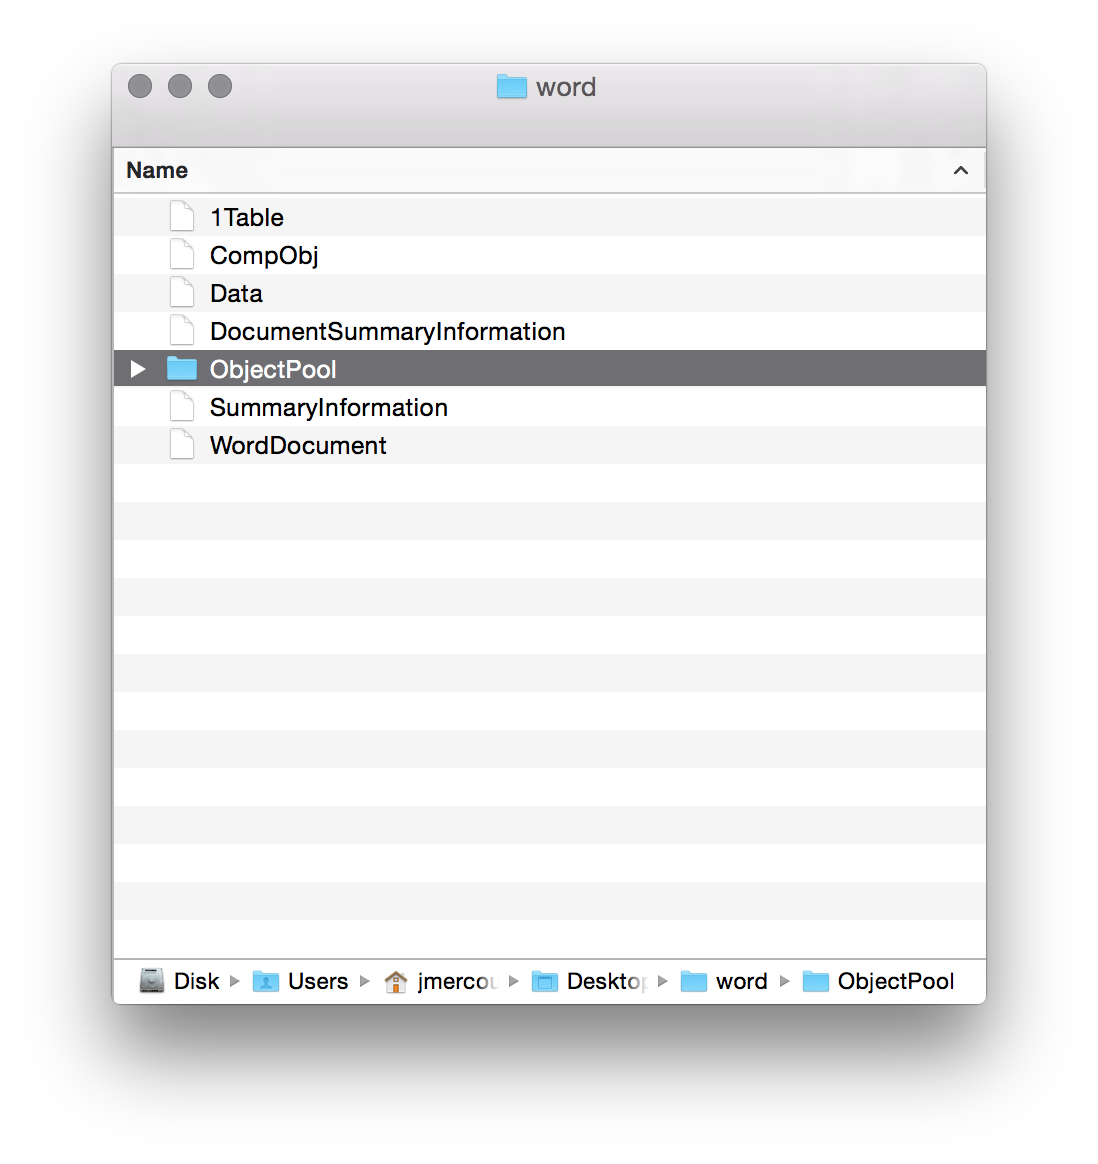 word
Name
1Table
CompObj
Data
DocumentSummaryInformation
ObjectPool
SummaryInformation
WordDocument
Disk Users jmercou Desktop word ObjectPool